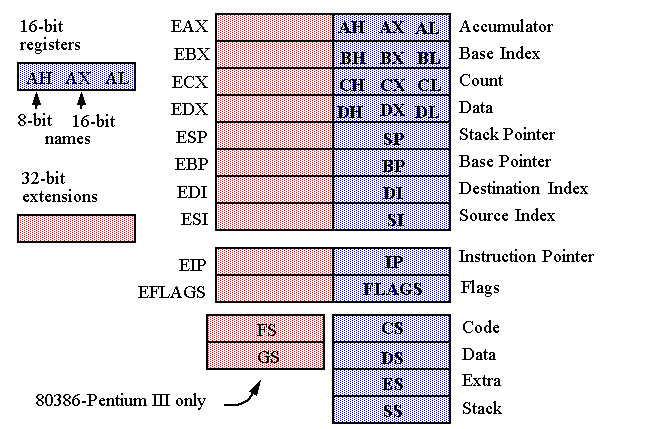 16-bit
registers
AH AX AL
8-bit 16-bit
names
32-bit
extensions
EAX AH AX AL Accumulator
EBX BH BX BL Base Index
ECX CH CX CL Count
EDX DH DX DL Data
ESP SP Stack Pointer
EBP BP Base Pointer
EDI DI Destination Index
ESI SI Source Index
EIP IP Instruction Pointer
EFLAGS FLAGS Flags
FS CS Code
GS DS Data
ES Extra
SS Stack
80386-Pentium III only